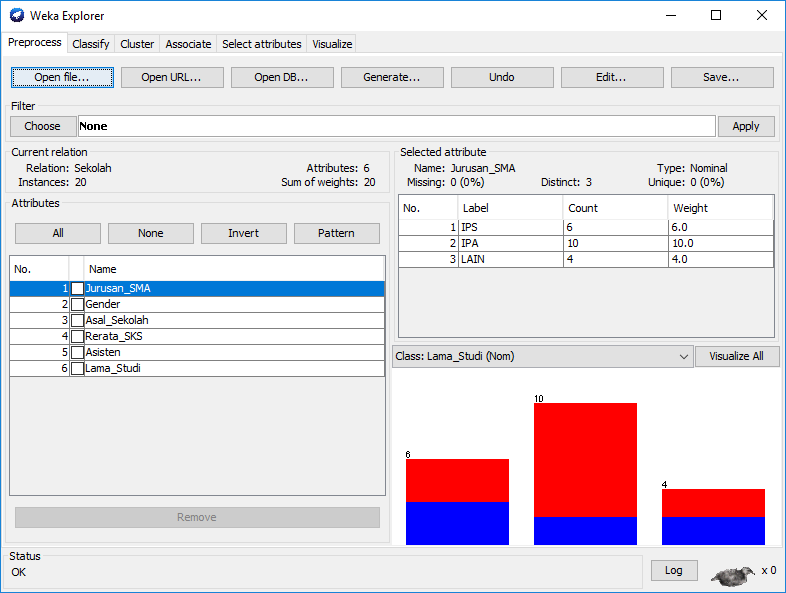 Weka Explorer
Preprocess Classify Cluster Associate Select attributes Visualize
Open file... Open URL... Open DB... Generate... Undo Edit... Save...
Filter
Choose None Apply
Current relation
Relation: Sekolah Attributes: 6
Instances: 20 Sum of weights: 20
Attributes
All None Invert Pattern
No. Name
1 Jurusan_SMA
2 Gender
3 Asal_Sekolah
4 Rerata_SKS
5 Asisten
6 Lama_Studi
Remove
Selected attribute
Name: Jurusan_SMA Type: Nominal
Missing: 0 (0%) Distinct: 3 Unique: 0 (0%)
No. Label Count Weight
1 IPS 6 6.0
2 IPA 10 10.0
3 LAIN 4 4.0
Class: Lama_Studi (Nom) Visualize All
6 10 4
Status
OK
Log x 0